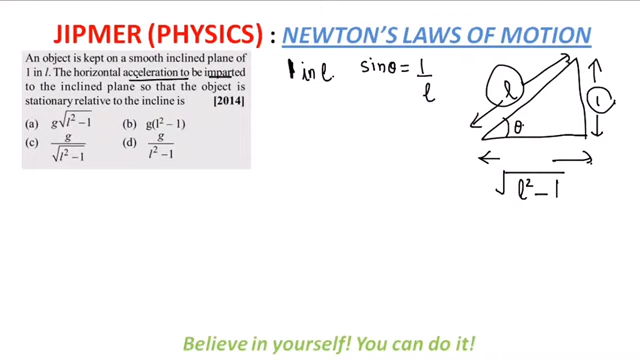 JIPMER (PHYSICS) : NEWTON'S LAWS OF MOTION
An object is kept on a smooth inclined plane of
1 in l. The horizontal acceleration to be imparted
to the inclined plane so that the object is
stationary relative to the incline is [2014]
(a) g√(l²−1) (b) g(l²−1)
(c) g/√(l²−1) (d) g/(l²−1)
1 in l. sinθ = 1/l
l
1
θ
√(l²−1)
Believe in yourself! You can do it!